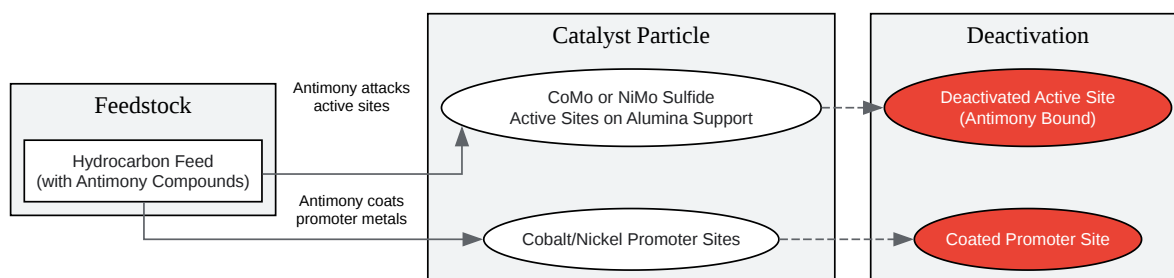 Feedstock
Hydrocarbon Feed
(with Antimony Compounds)
Antimony attacks
active sites
Antimony coats
promoter metals
Catalyst Particle
CoMo or NiMo Sulfide
Active Sites on Alumina Support
Cobalt/Nickel Promoter Sites
Deactivation
Deactivated Active Site
(Antimony Bound)
Coated Promoter Site